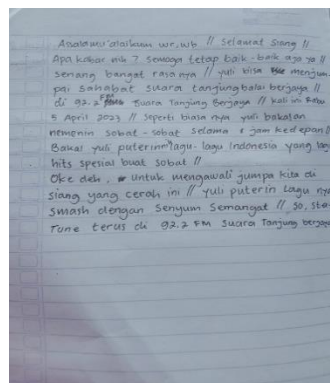 Assalamu'alaikum wr, wb // Selamat Siang //
Apa kabar nih ? semoga tetap baik-baik aja ya //
senang bangat rasanya // yuli bisa menjum
pai sahabat suara tanjungbalai berjaya //
di 92.2 FM Suara Tanjung Berjaya // kali ini Rabu
5 April 2023 // Seperti biasa nya yuli bakalan
nemenin sobat-sobat selama 1 jam kedepan //
Bakal yuli puterin lagu-lagu Indonesia yang lag
hits spesial buat sobat //
Oke deh, untuk mengawali jumpa kita di
siang yang cerah ini // yuli puterin lagu nya
smash dengan Senyum Semangat // So, sta
Tune terus di 92.2 FM Suara Tanjung berjaya